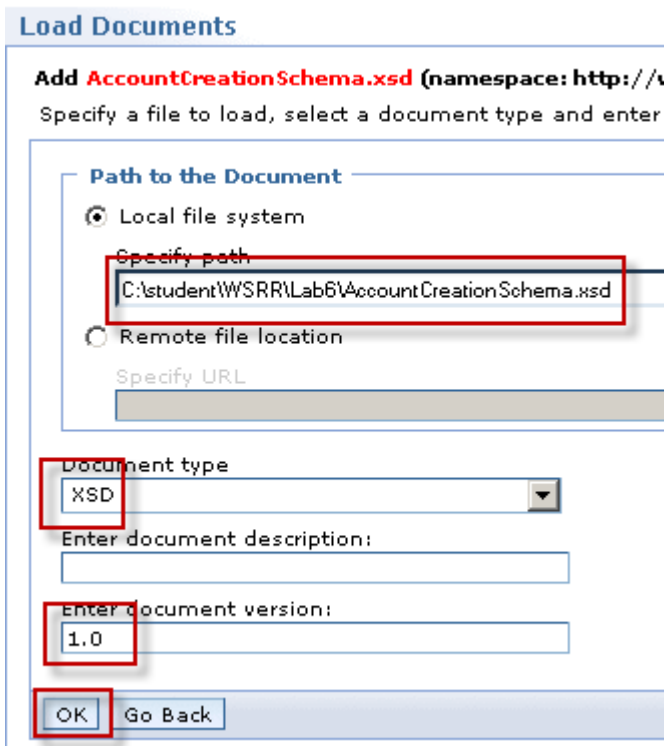 Load Documents
Add AccountCreationSchema.xsd (namespace: http://
Specify a file to load, select a document type and enter
Path to the Document
Local file system
Specify path
C:\student\WSRR\Lab6\AccountCreationSchema.xsd
Remote file location
Specify URL
Document type
XSD
Enter document description:
Enter document version:
1.0
OK Go Back